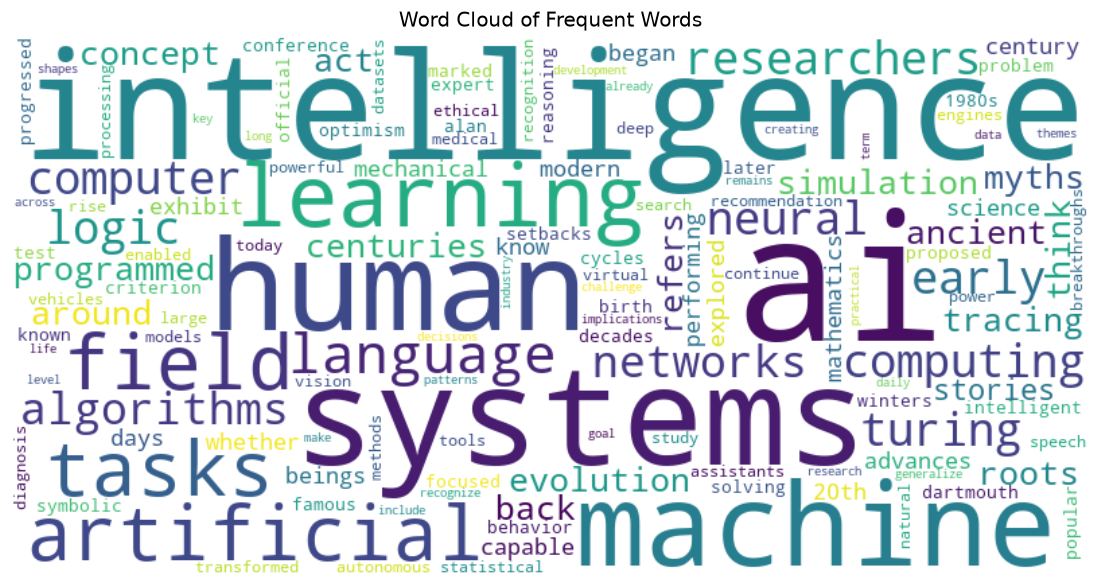 Word Cloud of Frequent Words
intelligence
progressed
shapes
concept
processing
key
long
official
conference
act
datasets
optimism
marked
expert
ethical
alan
medical
recognition
reasoning
development
already
began
deep
researchers
creating
century
problem
1980s
engines
data
term
themes
computer
learning
powerful
mechanical
modern
search
later
remains
simulation
myths
across
rise
exhibit
recommendation
neural
science
think
breakthroughs
logic
today
centuries
know
setbacks
refers
ancient
test
enabled
programmed
criterion
human
industry
cycles
virtual
challenge
performing
explored
continue
ai
mathematics
practical
proposed
early
power
vehicles
around
large
birth
implications
decades
tracing
known
life
models
field
language
decisions
networks
computing
level
vision
patterns
daily
stories
algorithms
systems
goal
winters
intelligent
diagnosis
days
whether
make
methods
tools
study
turing
speech
tasks
beings
focused
recognize
evolution
assistants
solving
research
advances
generalize
roots
symbolic
famous
include
back
behavior
20th
natural
dartmouth
popular
artificial
capable
machine
transformed
autonomous
statistical